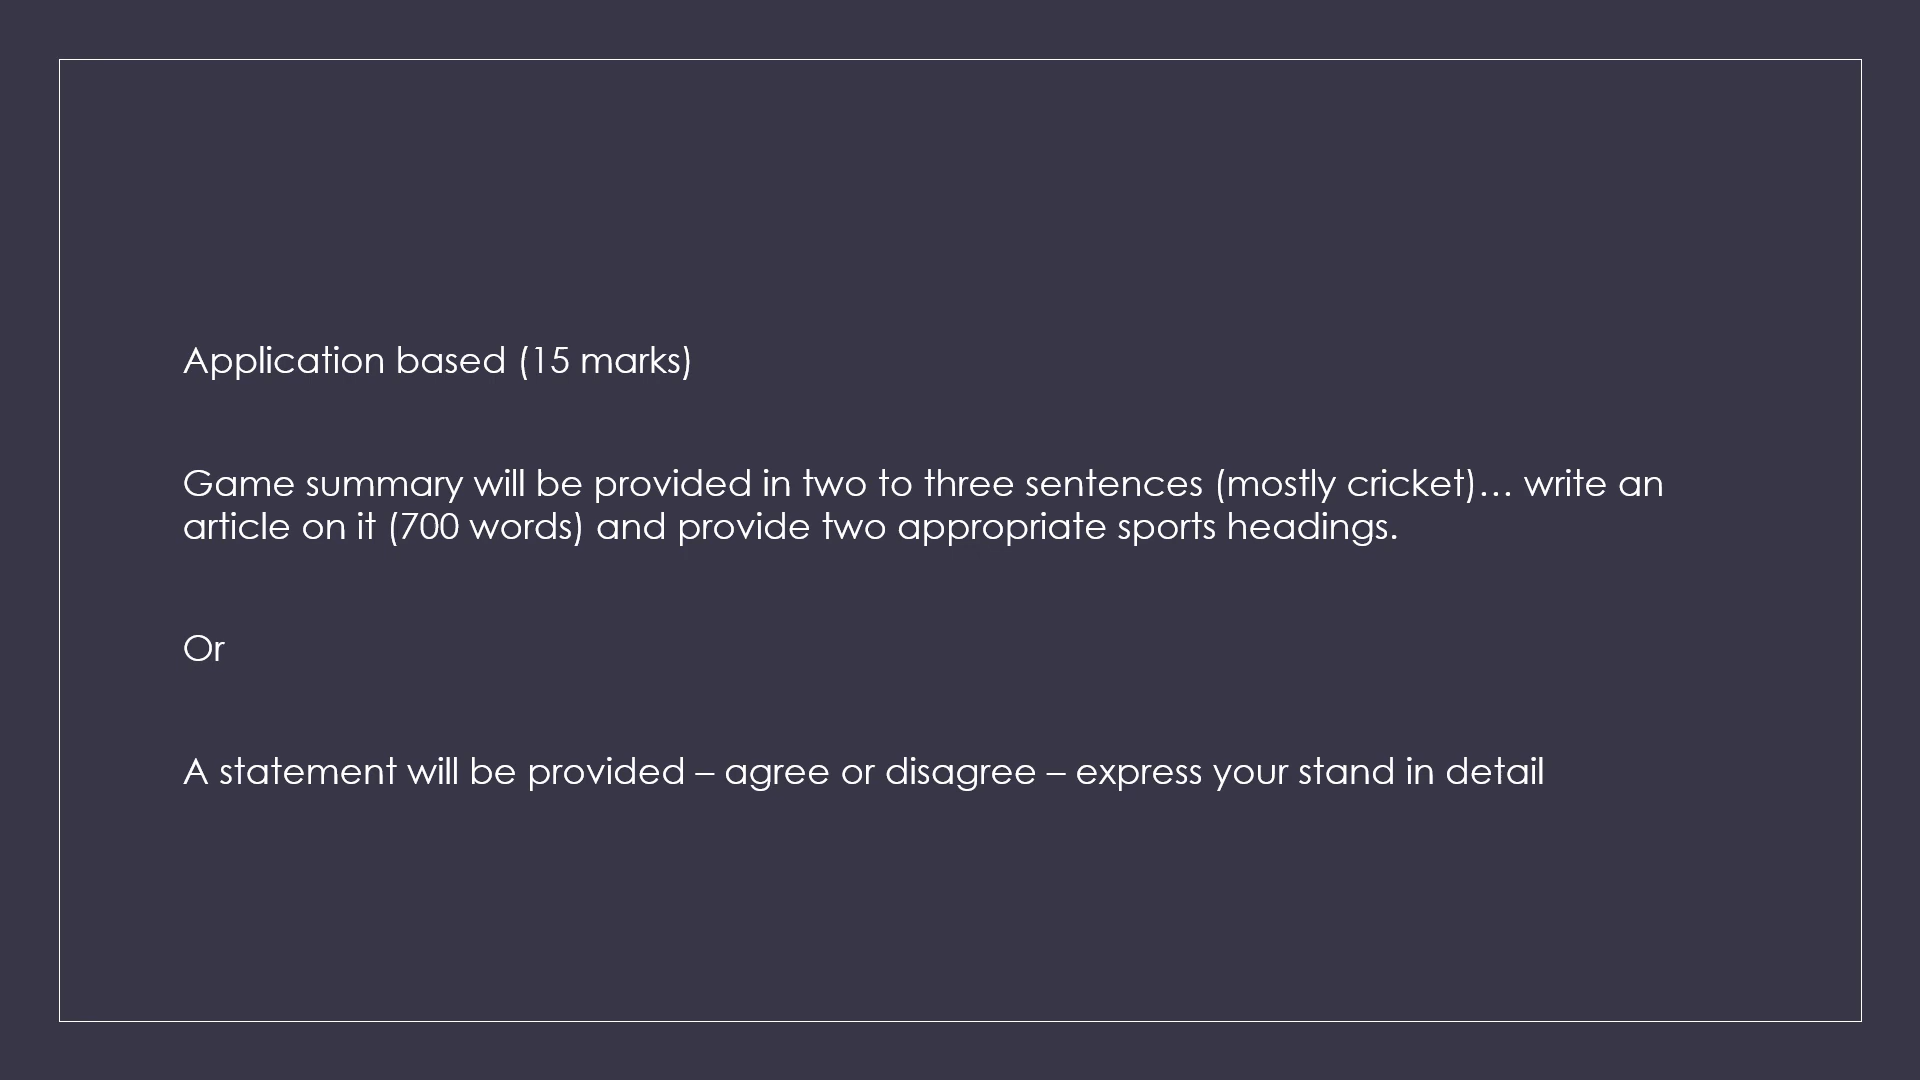 Application based (15 marks)
Game summary will be provided in two to three sentences (mostly cricket)… write an
article on it (700 words) and provide two appropriate sports headings.
Or
A statement will be provided – agree or disagree – express your stand in detail